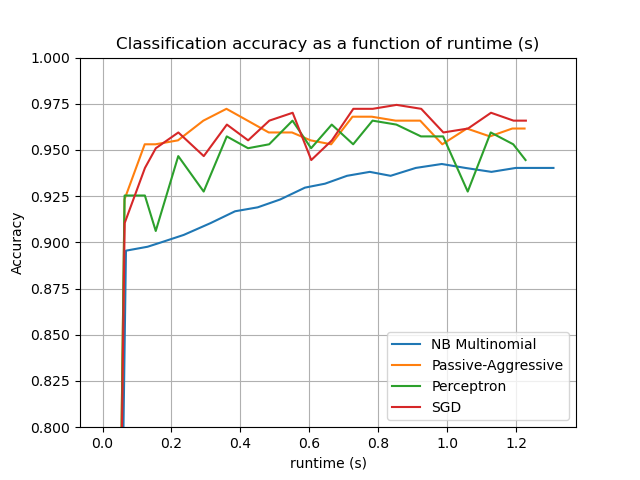 Classification accuracy as a function of runtime (s)
1.000
0.975
0.950
0.925
0.900
0.875
0.850
0.825
0.800
Accuracy
NB Multinomial
Passive-Aggressive
Perceptron
SGD
0.0 0.2 0.4 0.6 0.8 1.0 1.2
runtime (s)